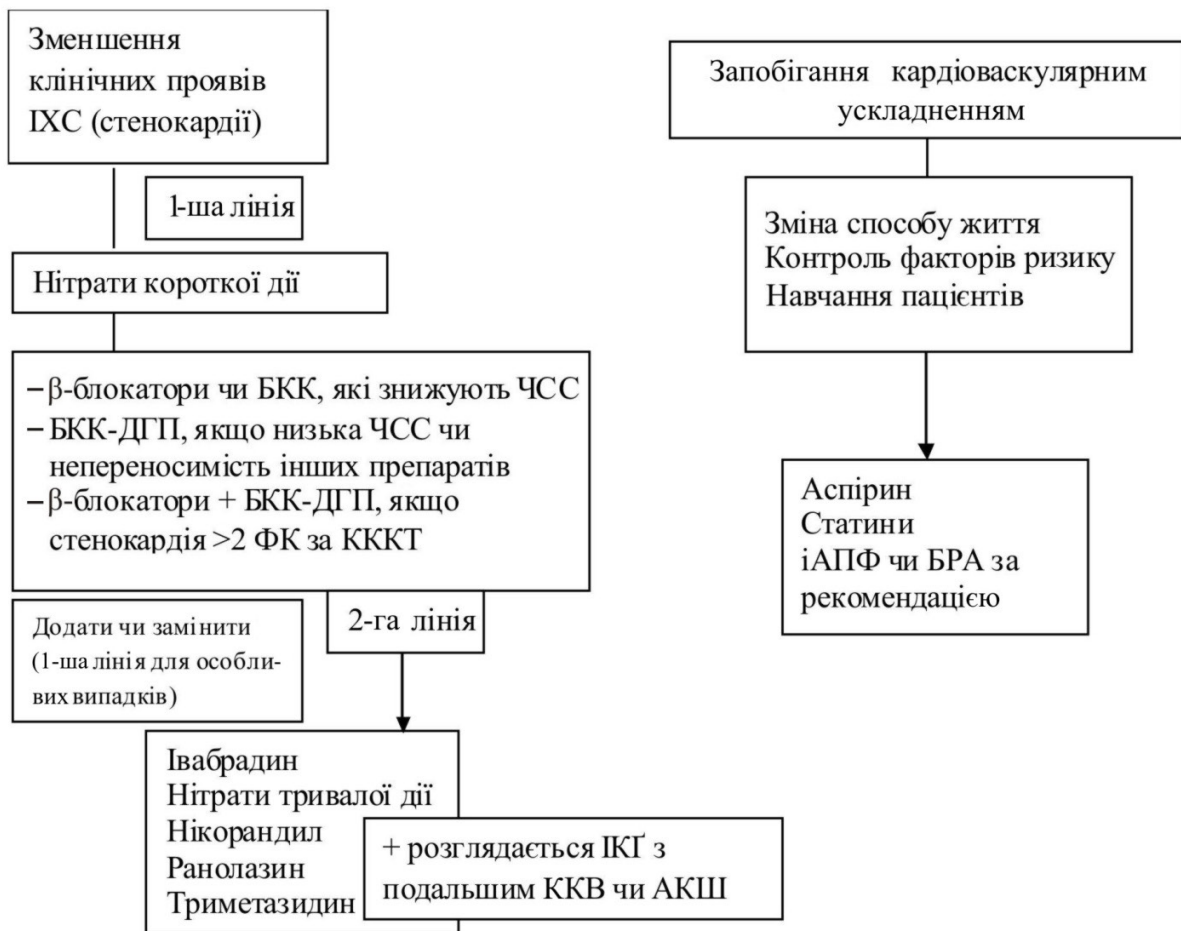 Зменшення
клінічних проявів
ІХС (стенокардії)
1-ша лінія
Нітрати короткої дії
– β-блокатори чи БКК, які знижують ЧСС
– БКК-ДГП, якщо низька ЧСС чи
непереносимість інших препаратів
– β-блокатори + БКК-ДГП, якщо
стенокардія >2 ФК за КККТ
2-га лінія
Додати чи замінити
(1-ша лінія для особли-
вих випадків)
Івабрадин
Нітрати тривалої дії
Нікорандил
Ранолазин
Триметазидин
+ розглядається ІКҐ з
подальшим ККВ чи АКШ
Запобігання кардіоваскулярним
ускладненням
Зміна способу життя
Контроль факторів ризику
Навчання пацієнтів
Аспірин
Статини
іАПФ чи БРА за
рекомендацією